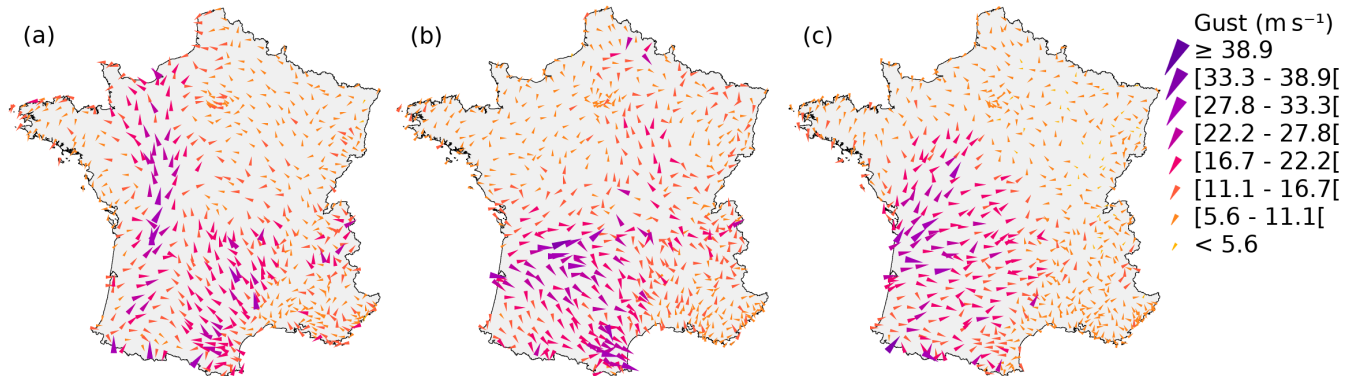 (a)
(b)
(c)
Gust (m s⁻¹)
≥ 38.9
[33.3 - 38.9[
[27.8 - 33.3[
[22.2 - 27.8[
[16.7 - 22.2[
[11.1 - 16.7[
[5.6 - 11.1[
< 5.6